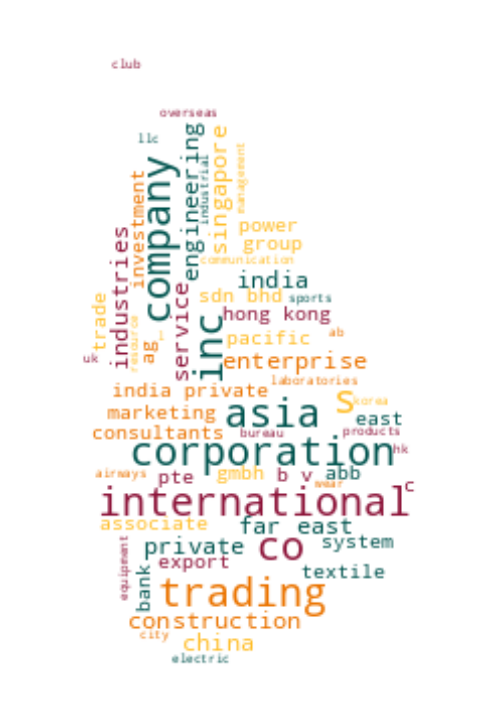 club
overseas
llc
company
engineering
industrial
singapore
management
investment
industries
power
group
communication
india
sdn bhd
sports
service
hong kong
trade
resource
inc
pacific
ab
uk
ag
enterprise
laboratories
india private
s
korea
marketing
asia
east
consultants
bureau
products
corporation
hk
airways
pte
gmbh
b v
abb
wear
c
international
associate
far east
equipment
private
co
system
export
bank
textile
trading
construction
city
china
electric